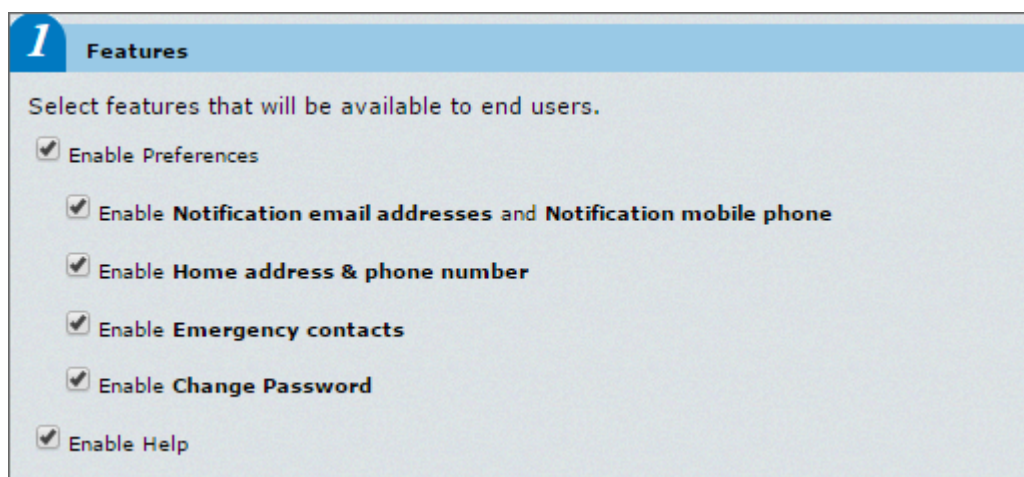 1 Features
Select features that will be available to end users.
Enable Preferences
Enable Notification email addresses and Notification mobile phone
Enable Home address & phone number
Enable Emergency contacts
Enable Change Password
Enable Help